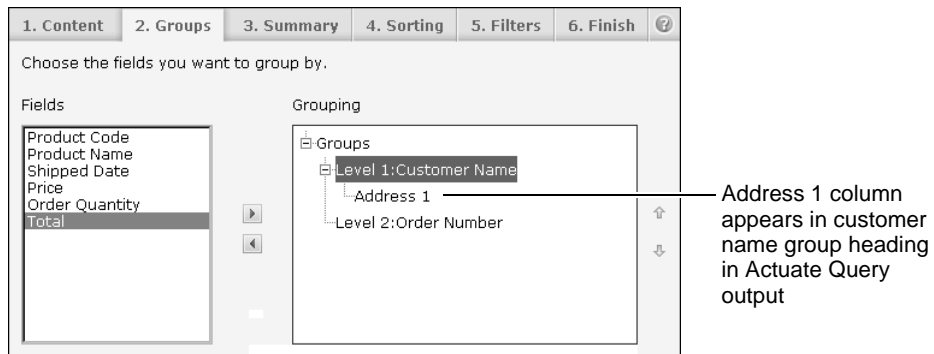 1. Content 2. Groups 3. Summary 4. Sorting 5. Filters 6. Finish ?
Choose the fields you want to group by.
Fields
Product Code
Product Name
Shipped Date
Price
Order Quantity
Total
Grouping
Groups
Level 1:Customer Name
Address 1
Level 2:Order Number
Address 1 column
appears in customer
name group heading
in Actuate Query
output